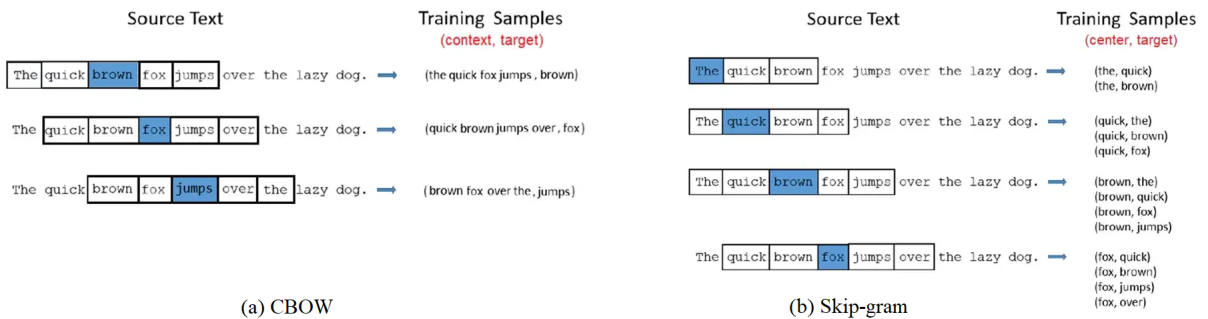 Source Text
Training Samples
(context, target)
The quick brown fox jumps over the lazy dog.
(the quick fox jumps, brown)
The quick brown fox jumps over the lazy dog.
(quick brown jumps over, fox)
The quick brown fox jumps over the lazy dog.
(brown fox over the, jumps)
(a) CBOW
Source Text
Training Samples
(center, target)
The quick brown fox jumps over the lazy dog.
(the, quick)
(the, brown)
The quick brown fox jumps over the lazy dog.
(quick, the)
(quick, brown)
(quick, fox)
The quick brown fox jumps over the lazy dog.
(brown, the)
(brown, quick)
(brown, fox)
(brown, jumps)
The quick brown fox jumps over the lazy dog.
(fox, quick)
(fox, brown)
(fox, jumps)
(fox, over)
(b) Skip-gram